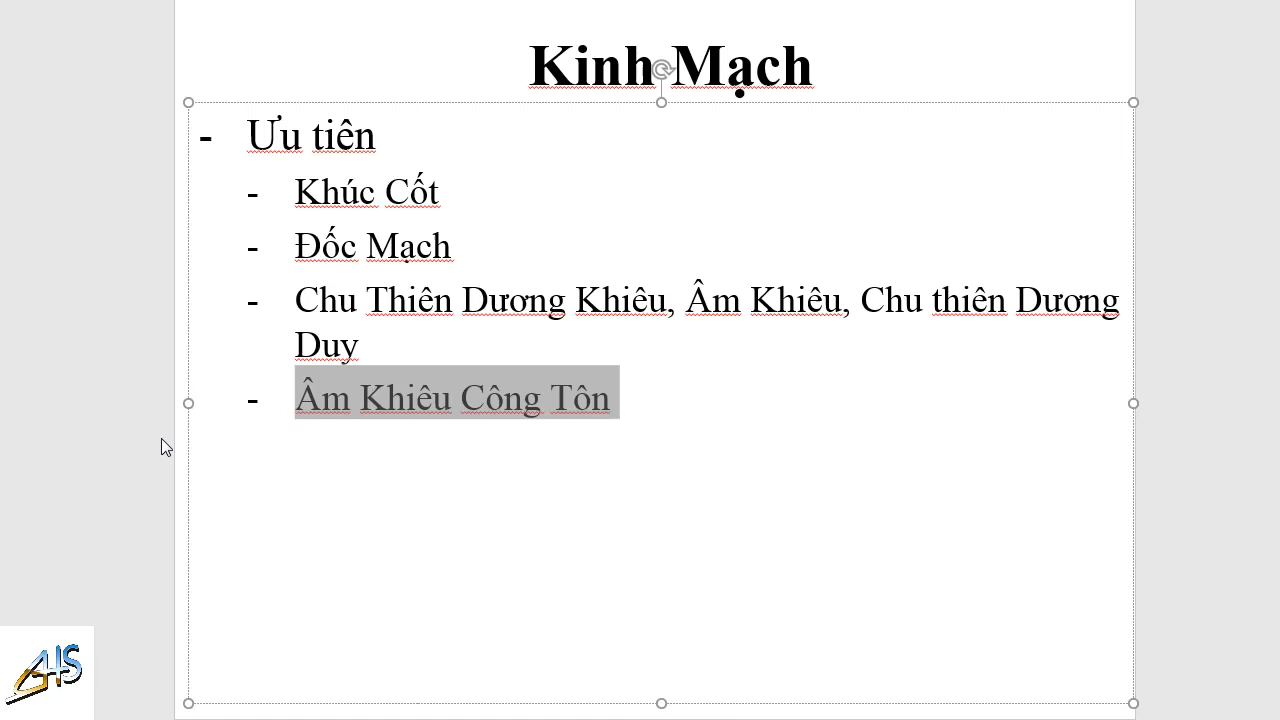 Kinh Mạch
- Ưu tiên
- Khúc Cốt
- Đốc Mạch
- Chu Thiên Dương Khiêu, Âm Khiêu, Chu thiên Dương
Duy
- Âm Khiêu Công Tôn
AHS